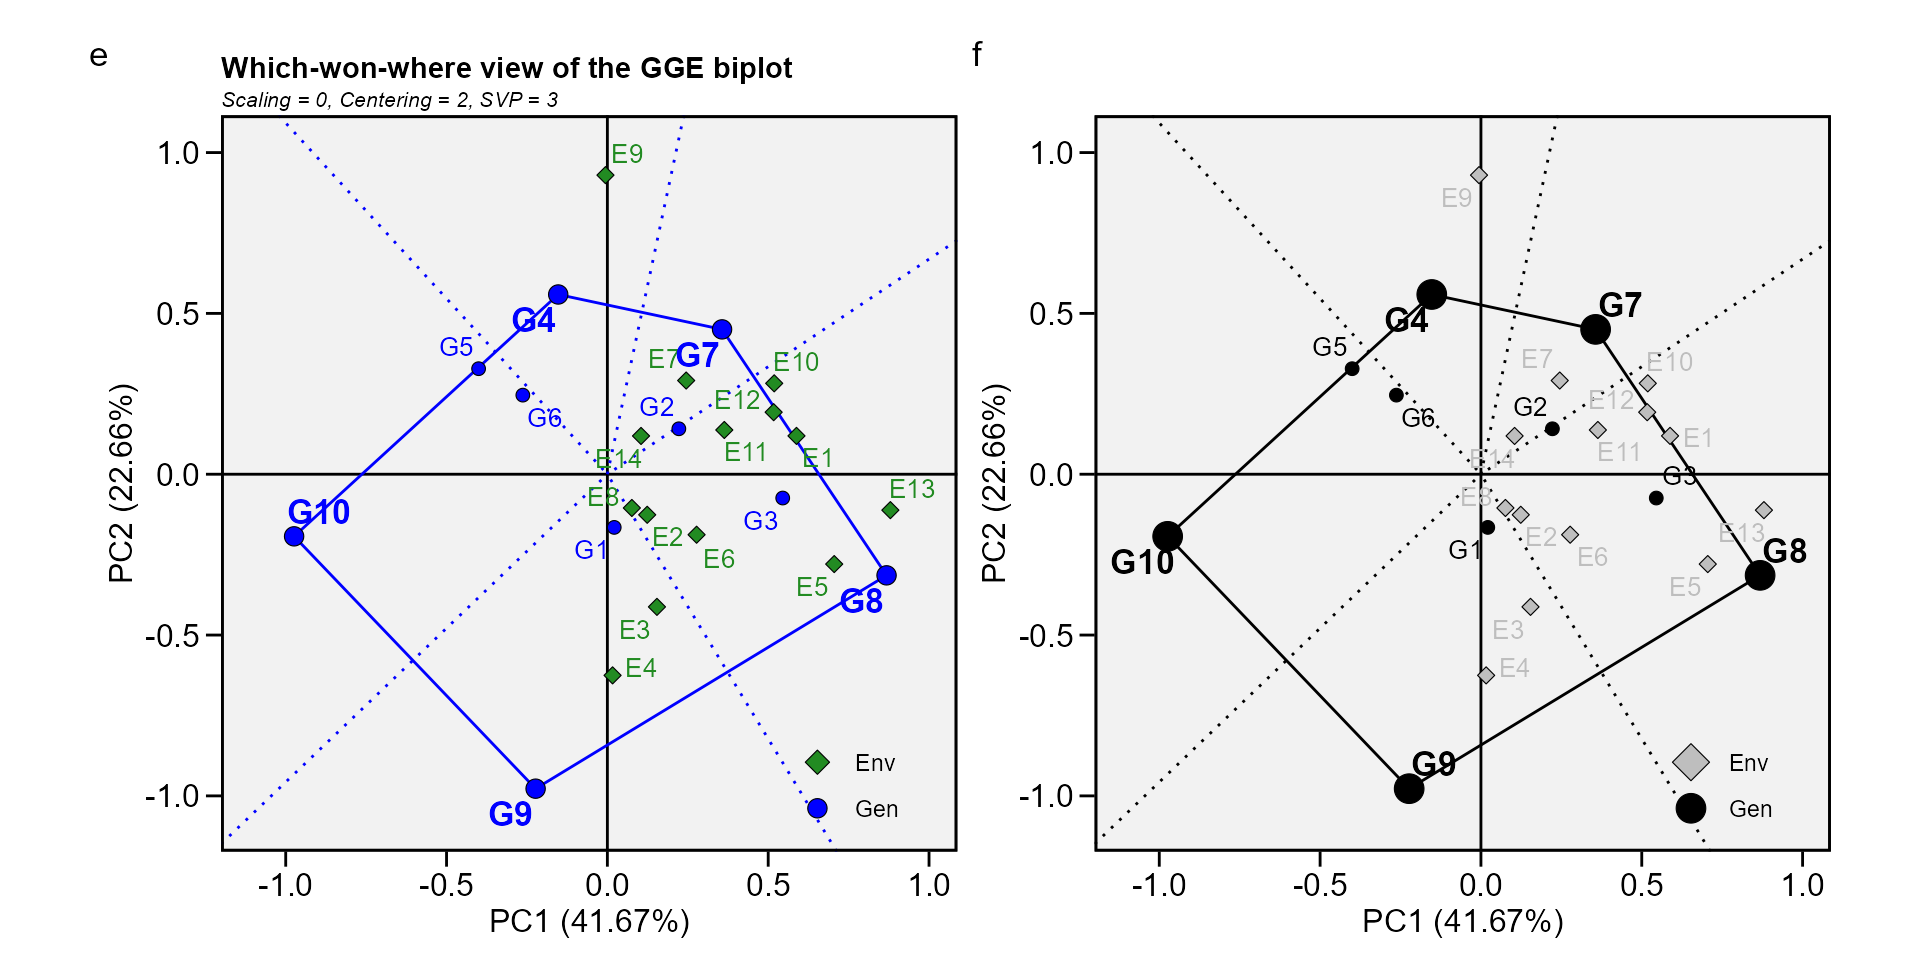 e
Which-won-where view of the GGE biplot
Scaling = 0, Centering = 2, SVP = 3
1.0
0.5
0.0
-0.5
-1.0
PC2 (22.66%)
E9
G4
G5
G7
E7
E10
G6
G2
E12
E14
E11
E1
G10
E8
E13
G3
G1
E2
E6
E5
G8
E3
E4
G9
Env
Gen
-1.0
-0.5
0.0
0.5
1.0
PC1 (41.67%)
f
1.0
0.5
0.0
-0.5
-1.0
PC2 (22.66%)
E9
G7
G4
G5
E7
E10
G6
G2
E12
E14
E11
E1
G3
E8
E13
G10
G1
E2
E6
G8
E5
E3
E4
G9
Env
Gen
-1.0
-0.5
0.0
0.5
1.0
PC1 (41.67%)